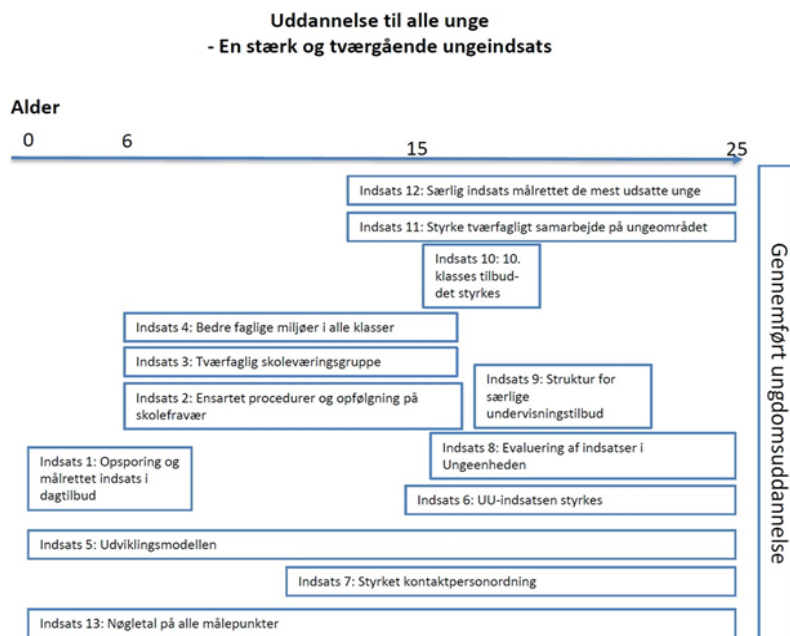 Uddannelse til alle unge
- En stærk og tværgående ungeindsats
Alder
0
6
15
25
Indsats 12: Særlig indsats målrettet de mest udsatte unge
Indsats 11: Styrke tværfagligt samarbejde på ungeområdet
Indsats 10: 10.
klasses tilbud-
det styrkes
Indsats 4: Bedre faglige miljøer i alle klasser
Indsats 3: Tværfaglig skoleværingsgruppe
Indsats 2: Ensartet procedurer og opfølgning på
skolefravær
Indsats 9: Struktur for
særlige
undervisningtilbud
Indsats 8: Evaluering af indsatser i
Ungeenheden
Indsats 1: Opsporing og
målrettet indsats i
dagtilbud
Indsats 6: UU-indsatsen styrkes
Indsats 5: Udviklingsmodellen
Indsats 7: Styrket kontaktpersonordning
Indsats 13: Nøgletal på alle målepunkter
Gennemført ungdomsuddannelse